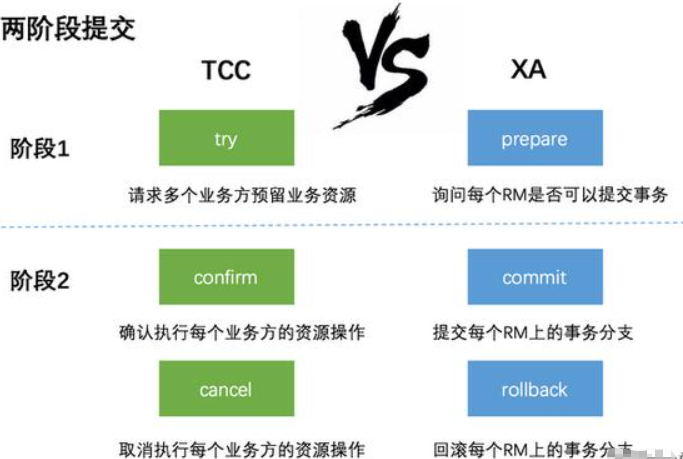 两阶段提交
TCC
VS
XA
阶段1
try
prepare
请求多个业务方预留业务资源
询问每个RM是否可以提交事务
阶段2
confirm
commit
确认执行每个业务方的资源操作
提交每个RM上的事务分支
cancel
rollback
取消执行每个业务方的资源操作
回滚每个RM上的事务分支